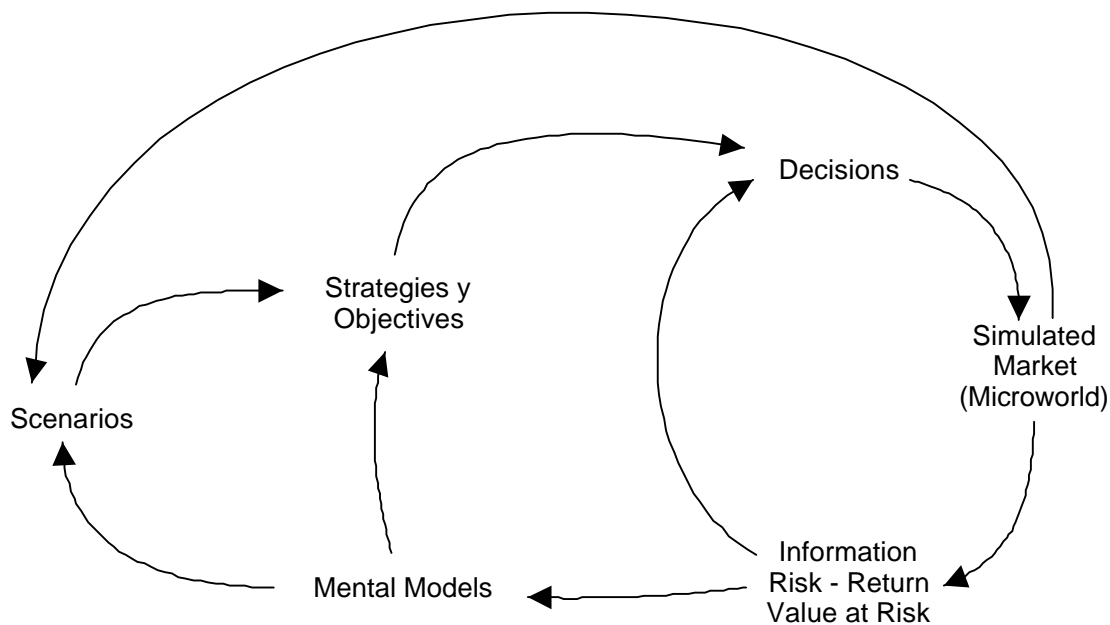 Decisions
Strategies y
Objectives
Simulated
Market
(Microworld)
Scenarios
Information
Risk - Return
Value at Risk
Mental Models